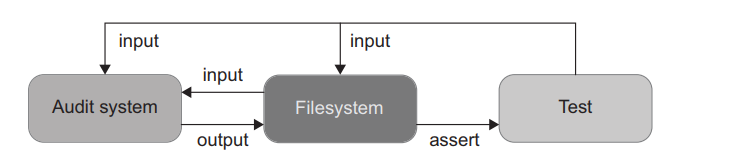 input
input
input
Audit system
Filesystem
Test
output
assert